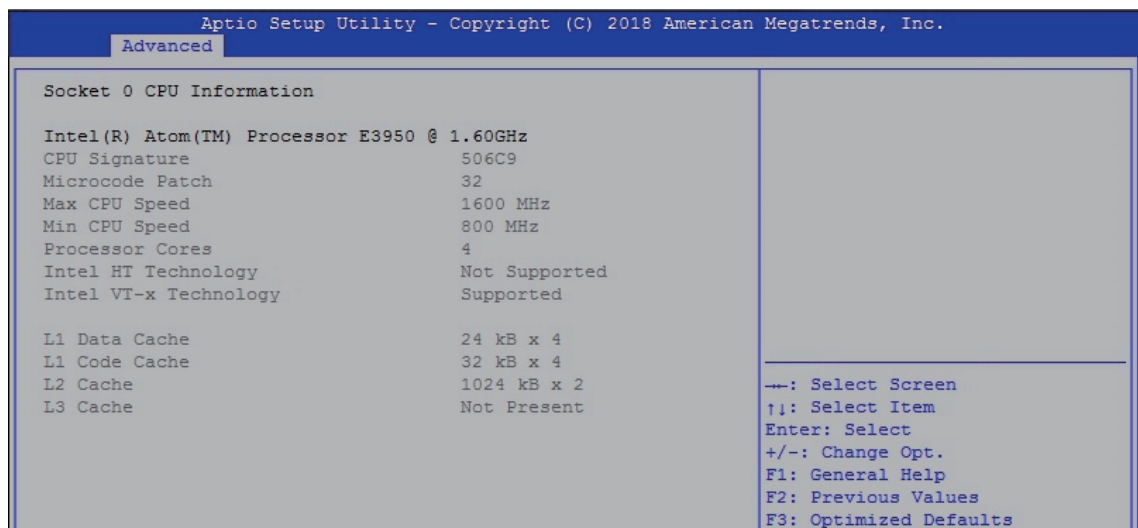 Aptio Setup Utility - Copyright (C) 2018 American Megatrends, Inc.
Advanced
Socket 0 CPU Information
Intel(R) Atom(TM) Processor E3950 @ 1.60GHz
CPU Signature 506C9
Microcode Patch 32
Max CPU Speed 1600 MHz
Min CPU Speed 800 MHz
Processor Cores 4
Intel HT Technology Not Supported
Intel VT-x Technology Supported
L1 Data Cache 24 kB x 4
L1 Code Cache 32 kB x 4
L2 Cache 1024 kB x 2
L3 Cache Not Present
→←: Select Screen
↑↓: Select Item
Enter: Select
+/-: Change Opt.
F1: General Help
F2: Previous Values
F3: Optimized Defaults